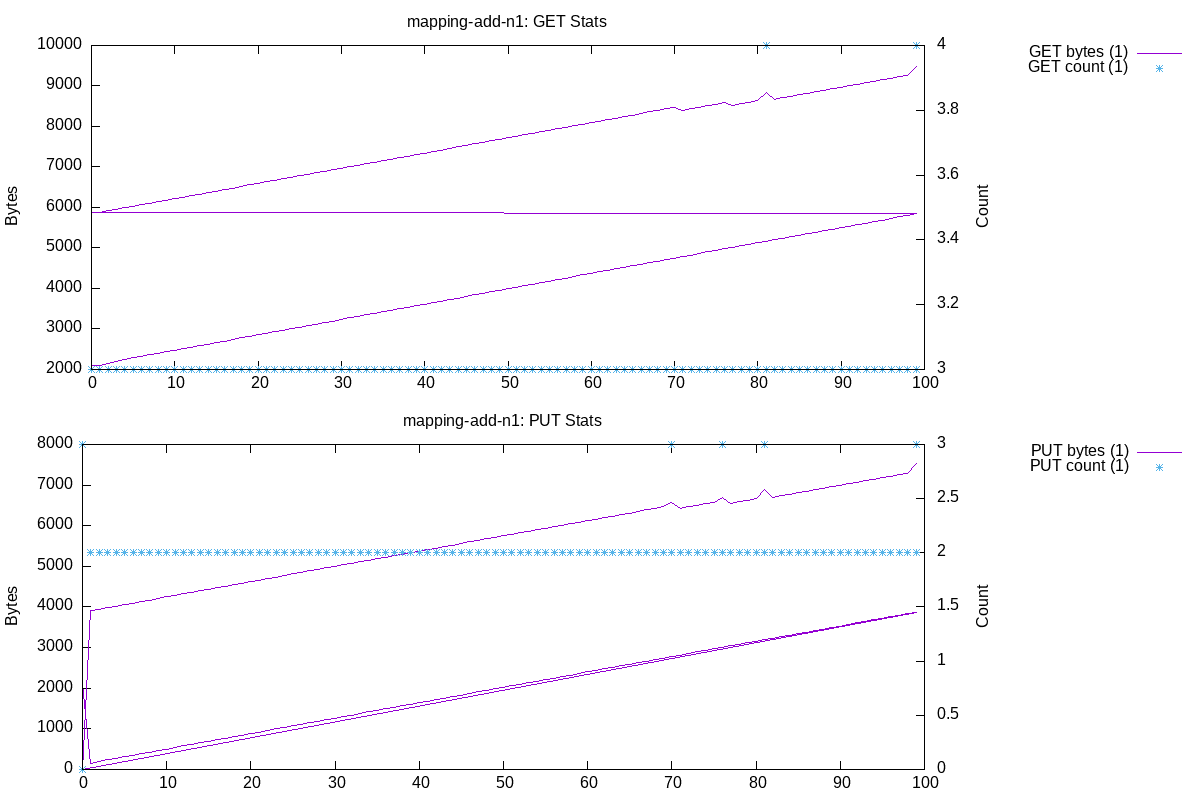 mapping-add-n1: GET Stats
10000
9000
8000
7000
6000
5000
4000
3000
2000
Bytes
0 10 20 30 40 50 60 70 80 90 100
4
3.8
3.6
3.4
3.2
3
Count
GET bytes (1)
GET count (1)
mapping-add-n1: PUT Stats
8000
7000
6000
5000
4000
3000
2000
1000
0
Bytes
0 10 20 30 40 50 60 70 80 90 100
3
2.5
2
1.5
1
0.5
0
Count
PUT bytes (1)
PUT count (1)